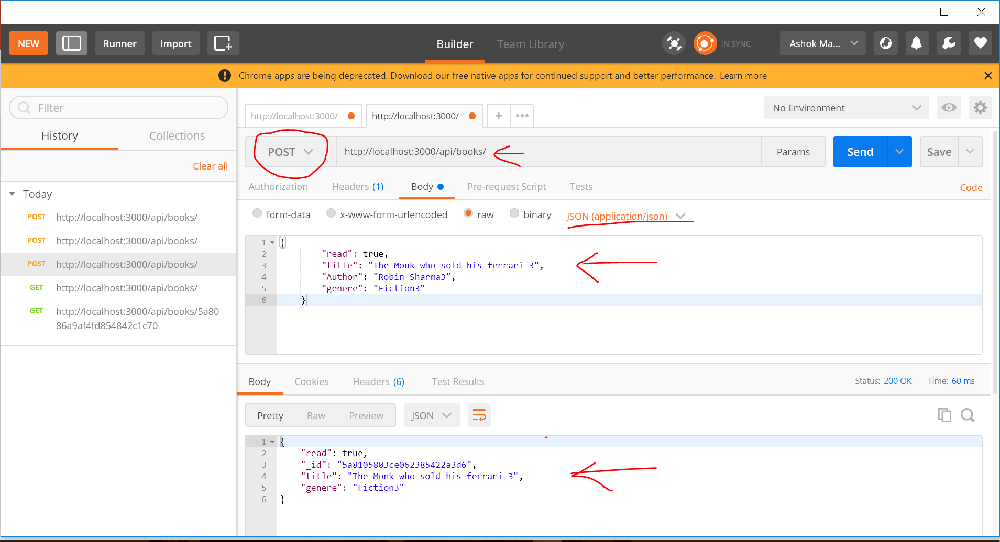 NEW Runner Import Builder Team Library IN SYNC Ashok Ma...
Chrome apps are being deprecated. Download our free native apps for continued support and better performance. Learn more
Filter
History Collections
Clear all
Today
POST http://localhost:3000/api/books/
POST http://localhost:3000/api/books/
POST http://localhost:3000/api/books/
GET http://localhost:3000/api/books/
GET http://localhost:3000/api/books/5a80
86a9af4fd854842c1c70
http://localhost:3000/ http://localhost:3000/ + ••• No Environment
POST http://localhost:3000/api/books/ Params Send Save
Authorization Headers (1) Body Pre-request Script Tests Code
form-data x-www-form-urlencoded raw binary JSON (application/json)
1 {
2 "read": true,
3 "title": "The Monk who sold his ferrari 3",
4 "Author": "Robin Sharma3",
5 "genere": "Fiction3"
6 }
Body Cookies Headers (6) Test Results Status: 200 OK Time: 60 ms
Pretty Raw Preview JSON
1 {
2 "read": true,
3 "_id": "5a8105803ce062385422a3d6",
4 "title": "The Monk who sold his ferrari 3",
5 "genere": "Fiction3"
6 }